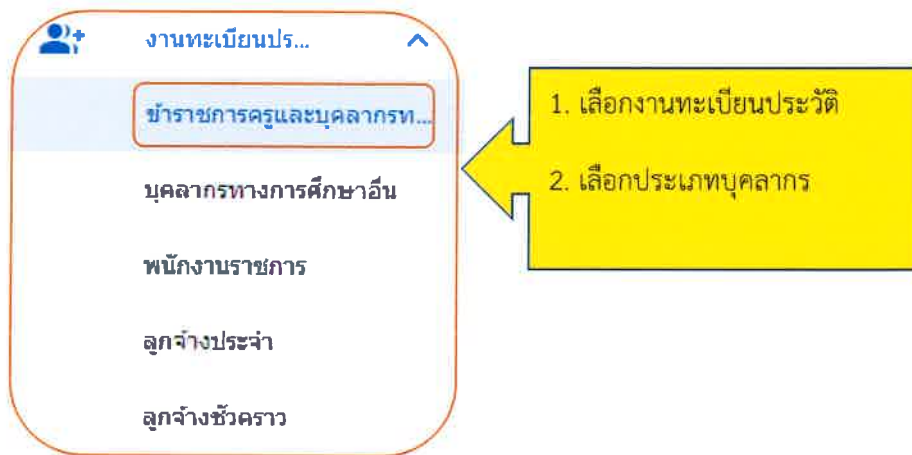 งานทะเบียนปร...
ข้าราชการครูและบุคลากรท...
บุคลากรทางการศึกษาอื่น
พนักงานราชการ
ลูกจ้างประจำ
ลูกจ้างชั่วคราว
1. เลือกงานทะเบียนประวัติ
2. เลือกประเภทบุคลากร